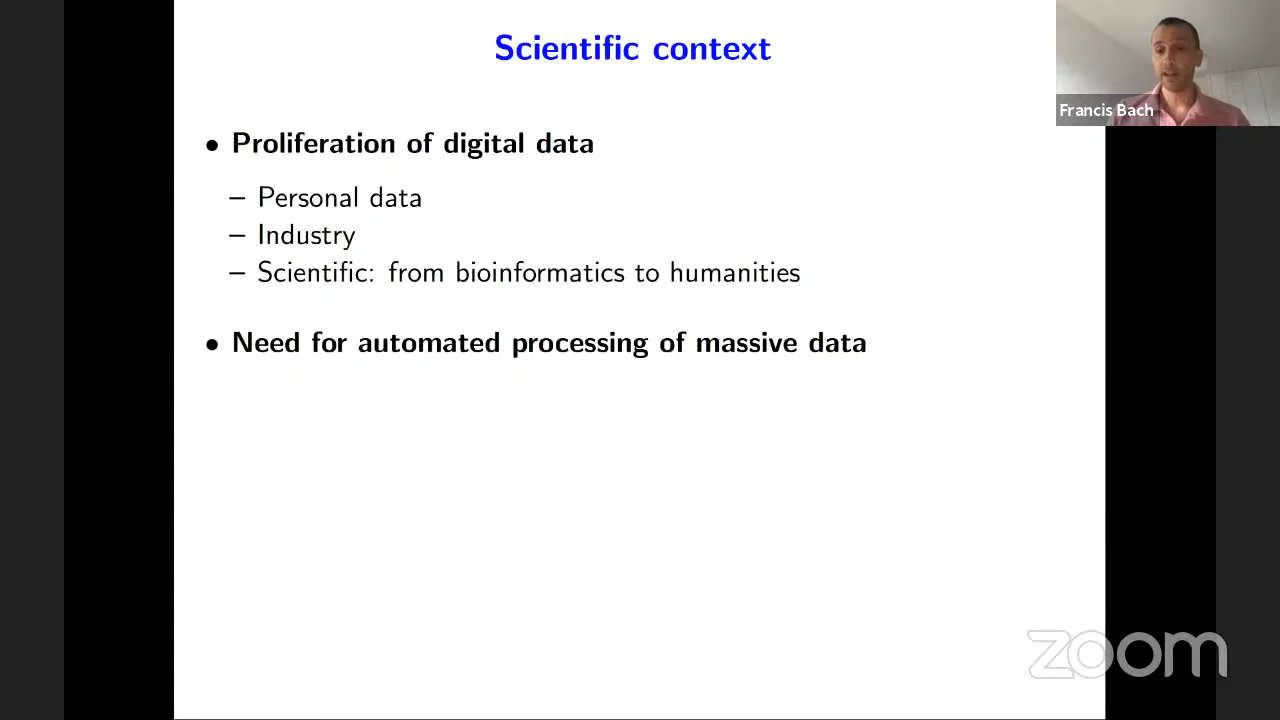 Scientific context
Francis Bach
• Proliferation of digital data
– Personal data
– Industry
– Scientific: from bioinformatics to humanities
• Need for automated processing of massive data
zoom